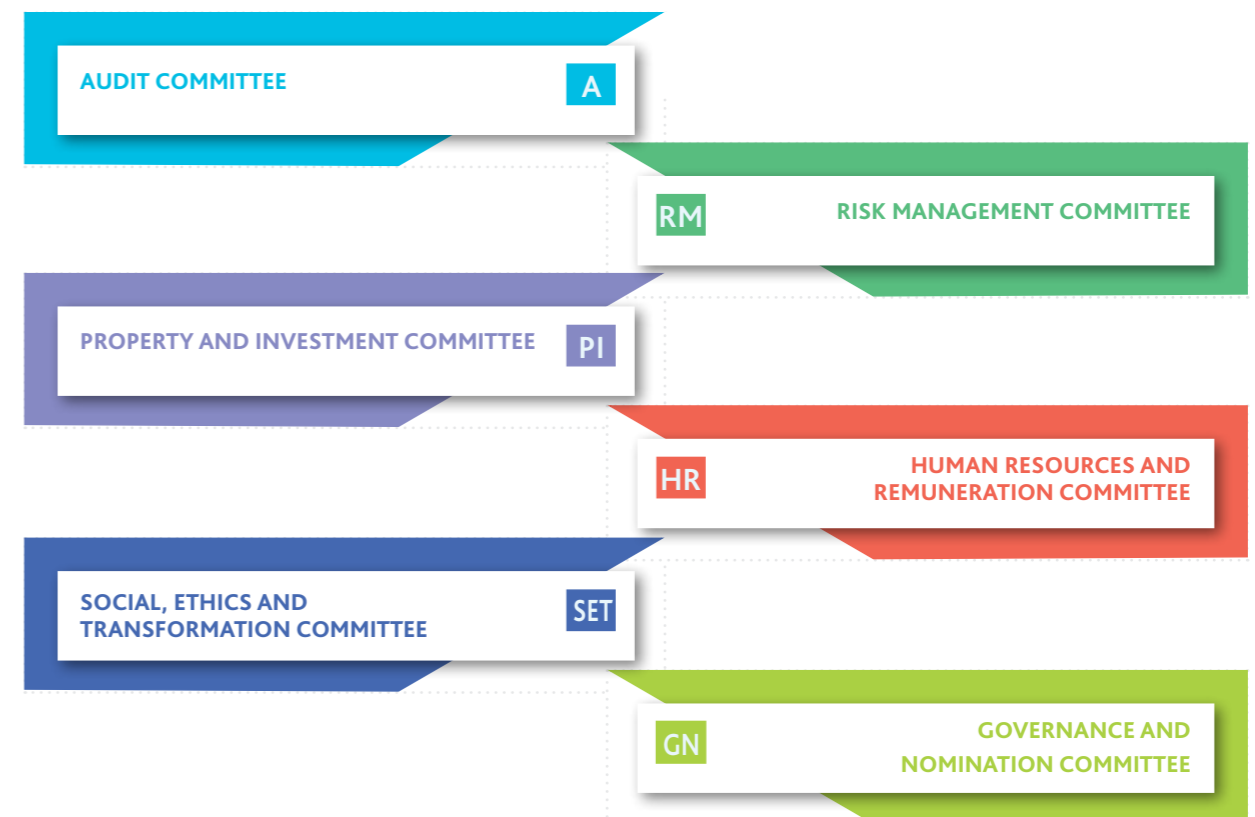 AUDIT COMMITTEE
A
RM
RISK MANAGEMENT COMMITTEE
PROPERTY AND INVESTMENT COMMITTEE
PI
HR
HUMAN RESOURCES AND
REMUNERATION COMMITTEE
SOCIAL, ETHICS AND
TRANSFORMATION COMMITTEE
SET
GN
GOVERNANCE AND
NOMINATION COMMITTEE